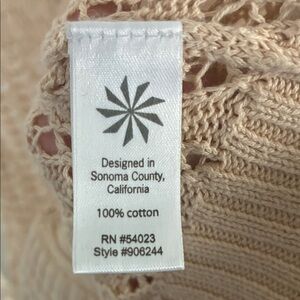 Designed in
Sonoma County,
California
100% cotton
RN #54023
Style #906244